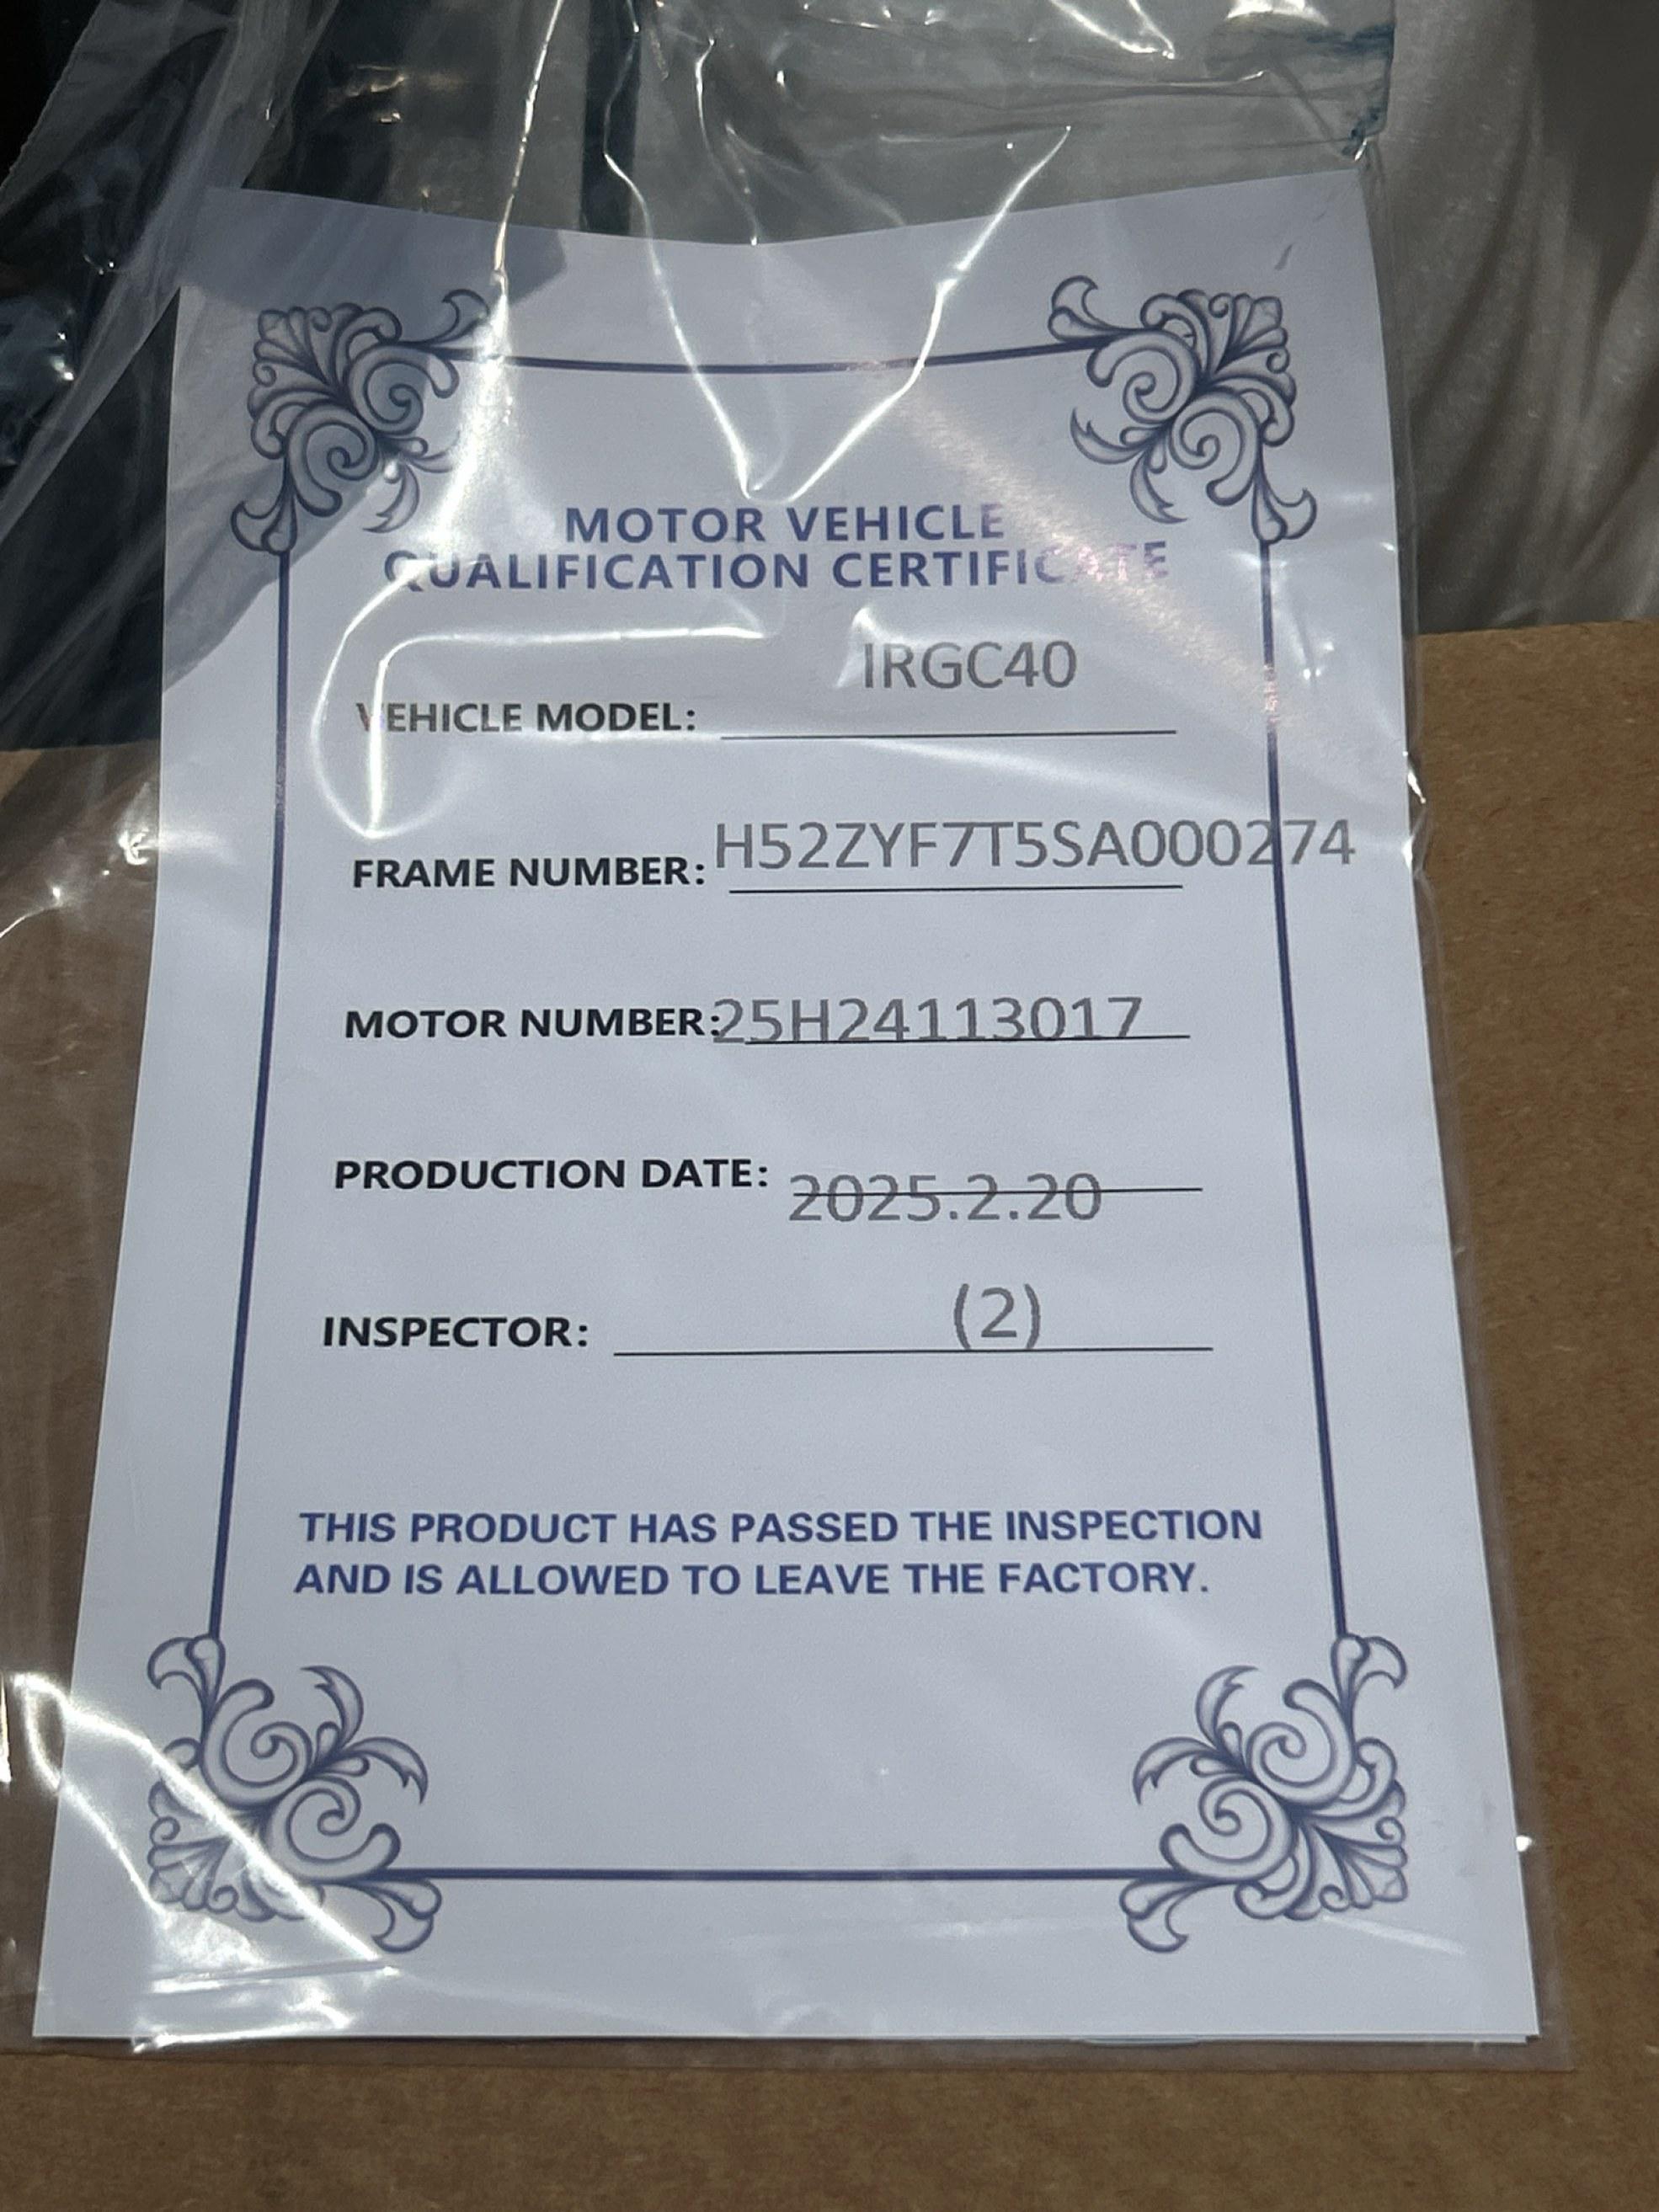 MOTOR VEHICLE
QUALIFICATION CERTIFICATE
VEHICLE MODEL: IRGC40
FRAME NUMBER: H52ZYF7T5SA000274
MOTOR NUMBER: 25H24113017
PRODUCTION DATE: 2025.2.20
INSPECTOR: (2)
THIS PRODUCT HAS PASSED THE INSPECTION
AND IS ALLOWED TO LEAVE THE FACTORY.